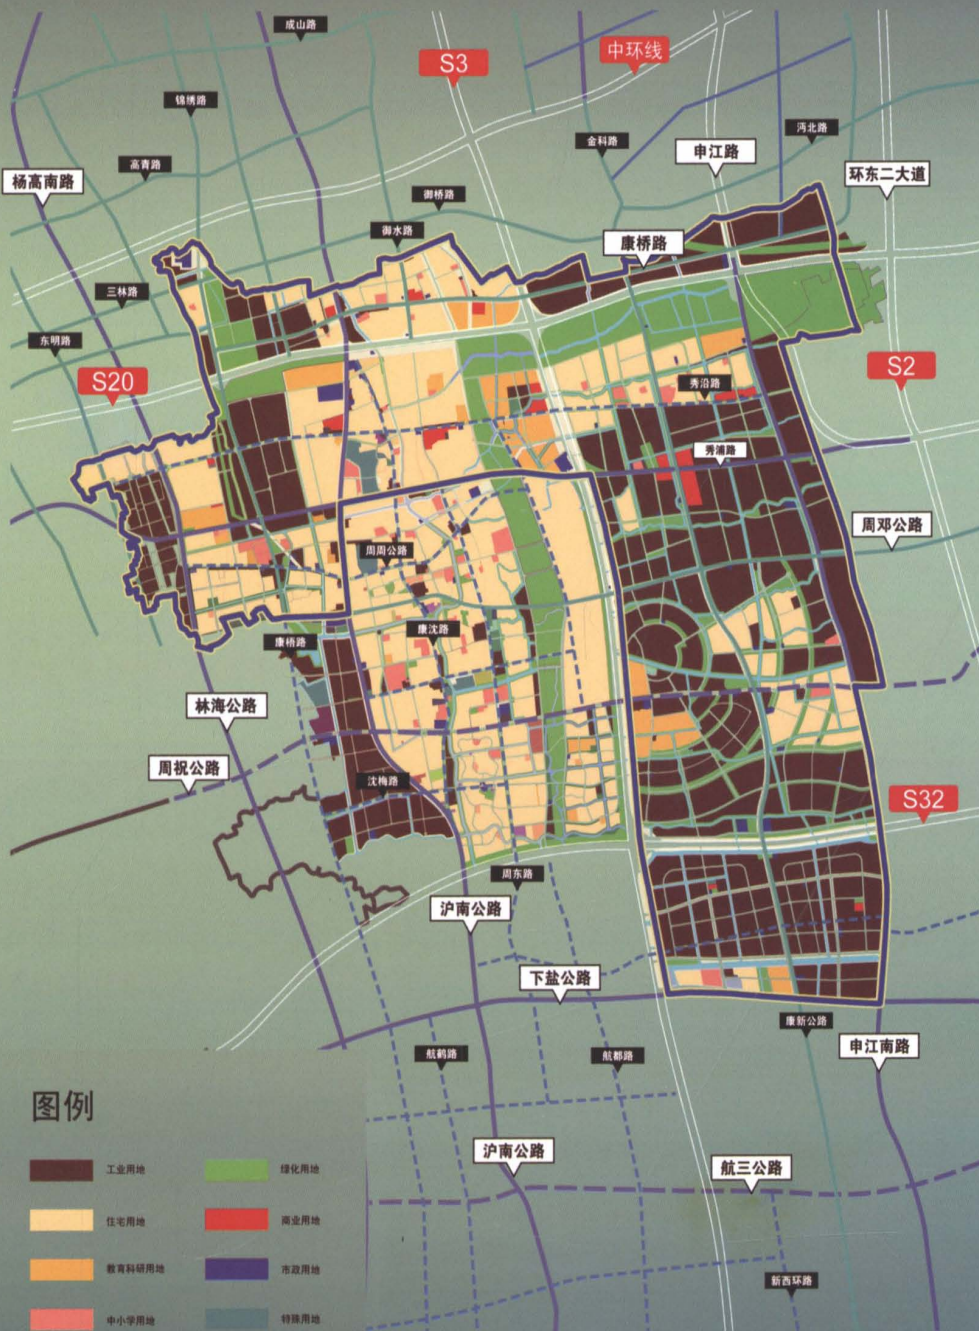 成山路
S3
中环线
锦绣路
金科路
沔北路
高青路
申江路
杨高南路
环东二大道
御桥路
御水路
康桥路
三林路
东明路
S20
S2
秀沿路
秀浦路
周邓公路
周周公路
康沈路
康桥路
林海公路
周祝公路
沈梅路
S32
周东路
沪南公路
下盐公路
康新公路
航鹤路
航都路
申江南路
图例
沪南公路
航三公路
工业用地
绿化用地
住宅用地
商业用地
教育科研用地
市政用地
新西环路
中小学用地
特殊用地